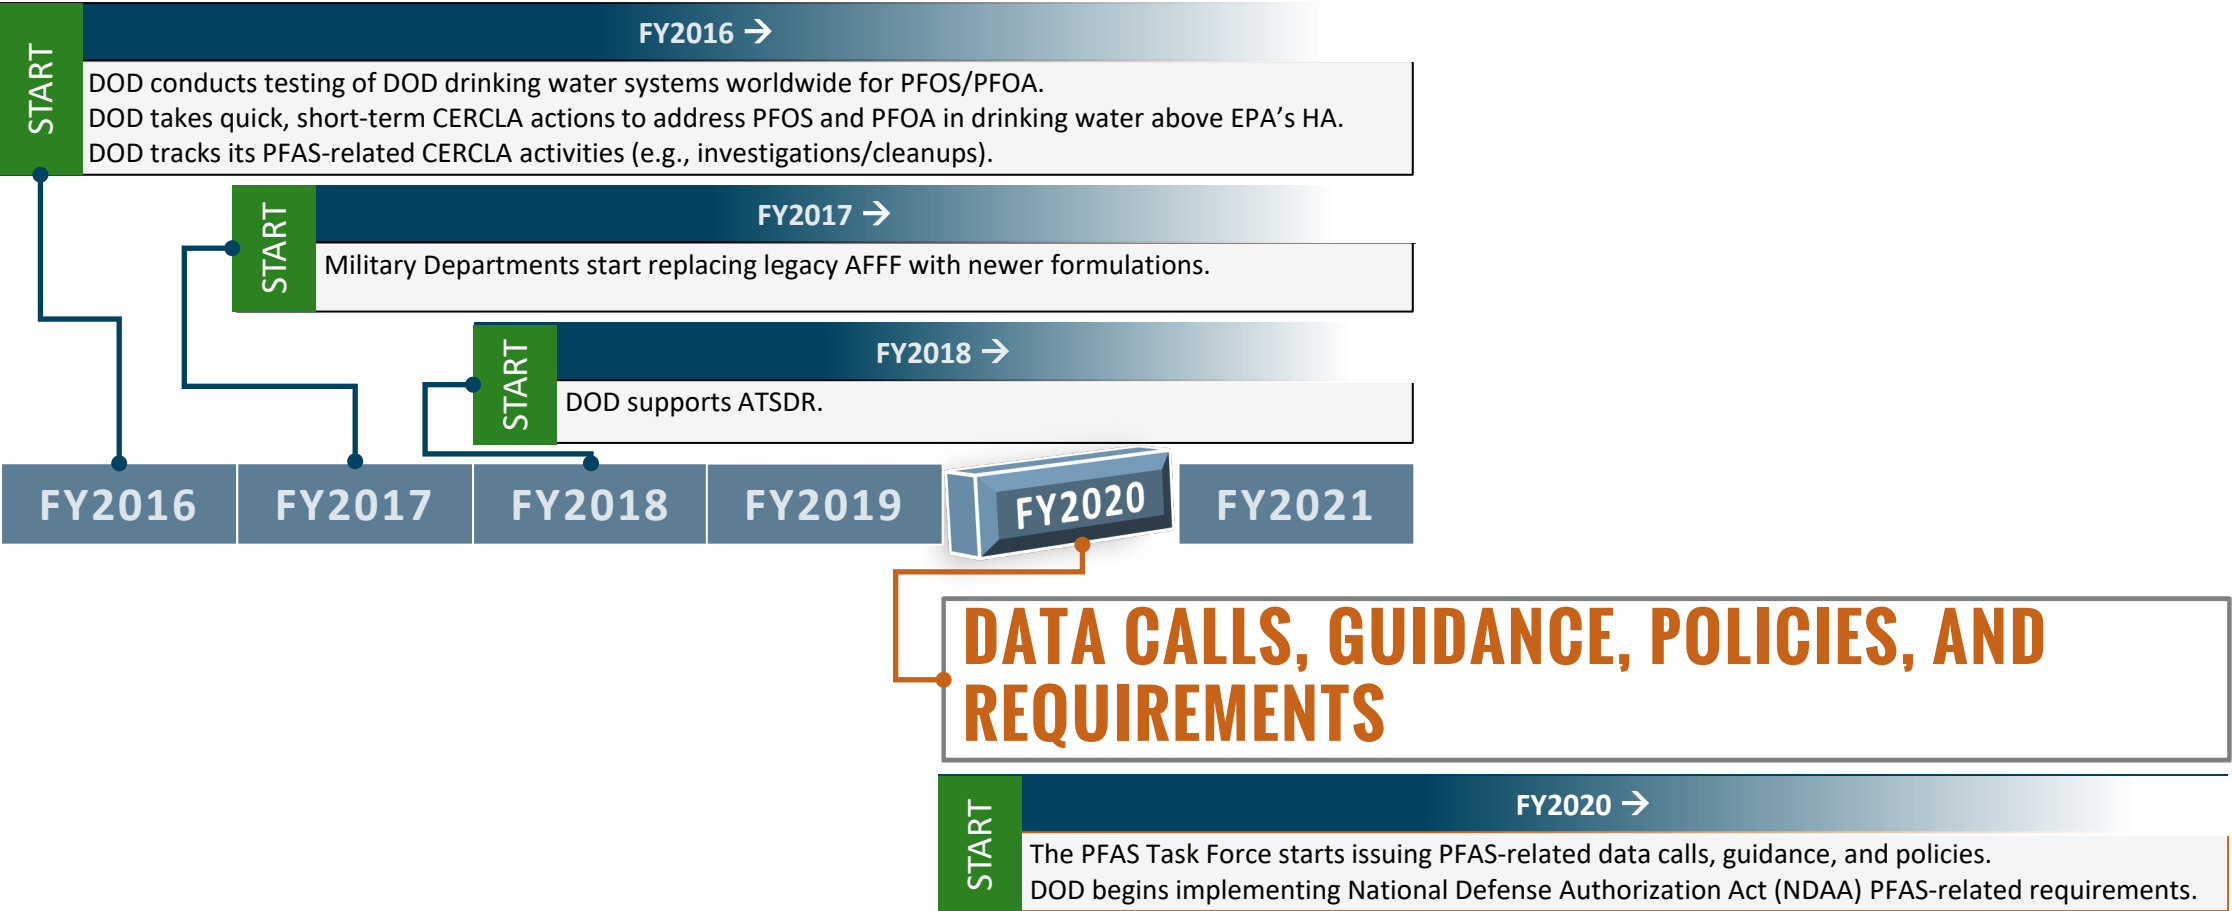 START
FY2016 →
DOD conducts testing of DOD drinking water systems worldwide for PFOS/PFOA.
DOD takes quick, short-term CERCLA actions to address PFOS and PFOA in drinking water above EPA’s HA.
DOD tracks its PFAS-related CERCLA activities (e.g., investigations/cleanups).
START
FY2017 →
Military Departments start replacing legacy AFFF with newer formulations.
START
FY2018 →
DOD supports ATSDR.
FY2016 FY2017 FY2018 FY2019 FY2020 FY2021
DATA CALLS, GUIDANCE, POLICIES, AND
REQUIREMENTS
START
FY2020 →
The PFAS Task Force starts issuing PFAS-related data calls, guidance, and policies.
DOD begins implementing National Defense Authorization Act (NDAA) PFAS-related requirements.